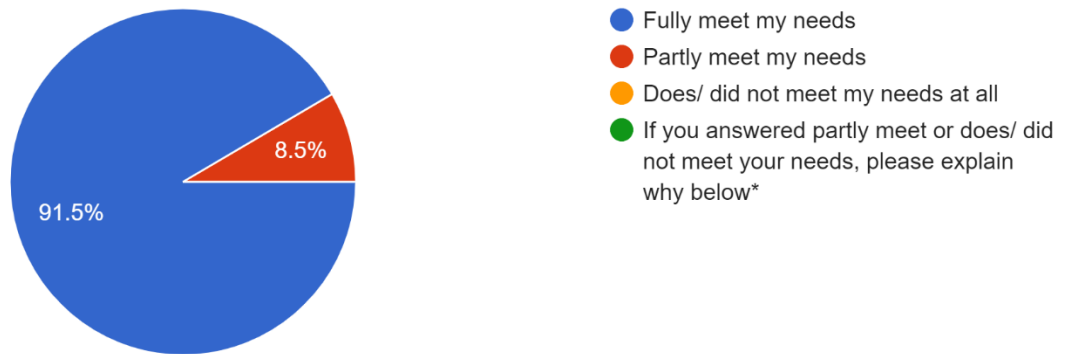 Fully meet my needs
Partly meet my needs
Does/ did not meet my needs at all
If you answered partly meet or does/ did
not meet your needs, please explain
why below*
8.5%
91.5%